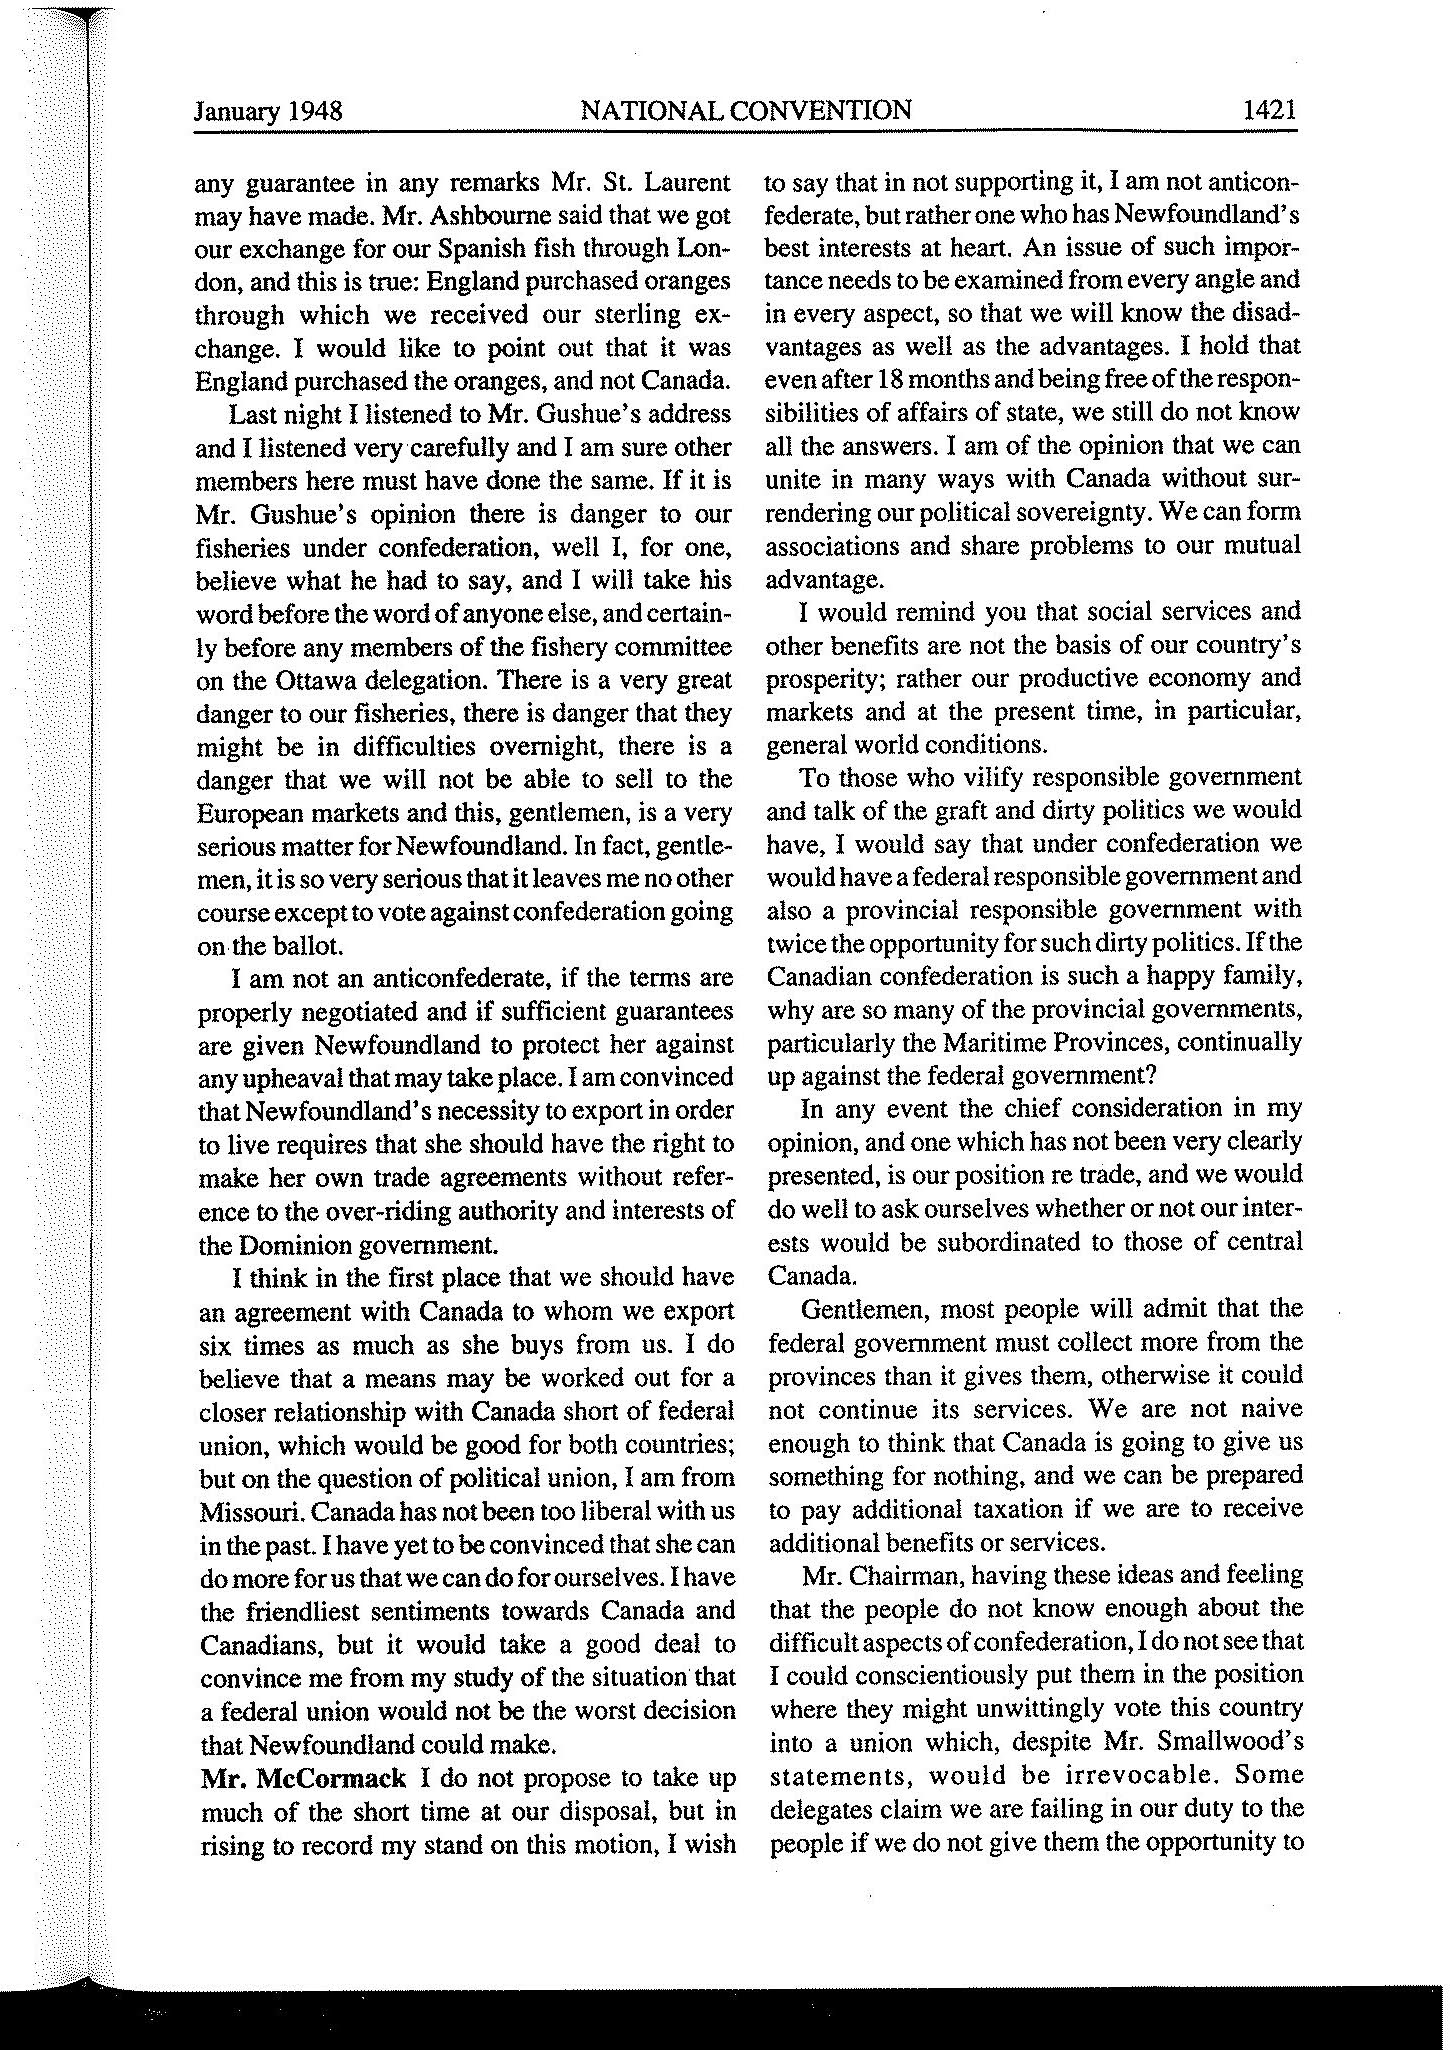 January 1948 NATIONAL CONVENTION 1421
any guarantee in any remarks Mr. St. Laurent
may have made. Mr. Ashbourne said that we got
our exchange for our Spanish fish through Lon-
don, and this is true: England purchased oranges
through which we received our sterling ex-
change. I would like to point out that it was
England purchased the oranges, and not Canada.
Last night I listened to Mr. Gushue's address
and I listened very carefully and I am sure other
members here must have done the same. If it is
Mr. Gushue's opinion there is danger to our
fisheries under confederation, well I, for one,
believe what he had to say, and I will take his
word before the word of anyone else, and certain-
ly before any members of the fishery committee
on the Ottawa delegation. There is a very great
danger to our fisheries, there is danger that they
might be in difficulties overnight, there is a
danger that we will not be able to sell to the
European markets and this, gentlemen, is a very
serious matter for Newfoundland. In fact, gentle-
men, it is so very serious that it leaves me no other
course except to vote against confederation going
on the ballot.
I am not an anticonfederate, if the terms are
properly negotiated and if sufficient guarantees
are given Newfoundland to protect her against
any upheaval that may take place. I am convinced
that Newfoundland's necessity to export in order
to live requires that she should have the right to
make her own trade agreements without refer-
ence to the over-riding authority and interests of
the Dominion government.
I think in the first place that we should have
an agreement with Canada to whom we export
six times as much as she buys from us. I do
believe that a means may be worked out for a
closer relationship with Canada short of federal
union, which would be good for both countries;
but on the question of political union, I am from
Missouri. Canada has not been too liberal with us
in the past. I have yet to be convinced that she can
do more for us that we can do for ourselves. I have
the friendliest sentiments towards Canada and
Canadians, but it would take a good deal to
convince me from my study of the situation that
a federal union would not be the worst decision
that Newfoundland could make.
Mr. McCormack I do not propose to take up
much of the short time at our disposal, but in
rising to record my stand on this motion, I wish
to say that in not supporting it, I am not anticon-
federate, but rather one who has Newfoundland's
best interests at heart. An issue of such impor-
tance needs to be examined from every angle and
in every aspect, so that we will know the disad-
vantages as well as the advantages. I hold that
even after 18 months and being free of the respon-
sibilities of affairs of state, we still do not know
all the answers. I am of the opinion that we can
unite in many ways with Canada without sur-
rendering our political sovereignty. We can form
associations and share problems to our mutual
advantage.
I would remind you that social services and
other benefits are not the basis of our country's
prosperity; rather our productive economy and
markets and at the present time, in particular,
general world conditions.
To those who vilify responsible government
and talk of the graft and dirty politics we would
have, I would say that under confederation we
would have a federal responsible government and
also a provincial responsible government with
twice the opportunity for such dirty politics. If the
Canadian confederation is such a happy family,
why are so many of the provincial governments,
particularly the Maritime Provinces, continually
up against the federal government?
In any event the chief consideration in my
opinion, and one which has not been very clearly
presented, is our position re trade, and we would
do well to ask ourselves whether or not our inter-
ests would be subordinated to those of central
Canada.
Gentlemen, most people will admit that the
federal government must collect more from the
provinces than it gives them, otherwise it could
not continue its services. We are not naive
enough to think that Canada is going to give us
something for nothing, and we can be prepared
to pay additional taxation if we are to receive
additional benefits or services.
Mr. Chairman, having these ideas and feeling
that the people do not know enough about the
difficult aspects of confederation, I do not see that
I could conscientiously put them in the position
where they might unwittingly vote this country
into a union which, despite Mr. Smallwood's
statements, would be irrevocable. Some
delegates claim we are failing in our duty to the
people if we do not give them the opportunity to